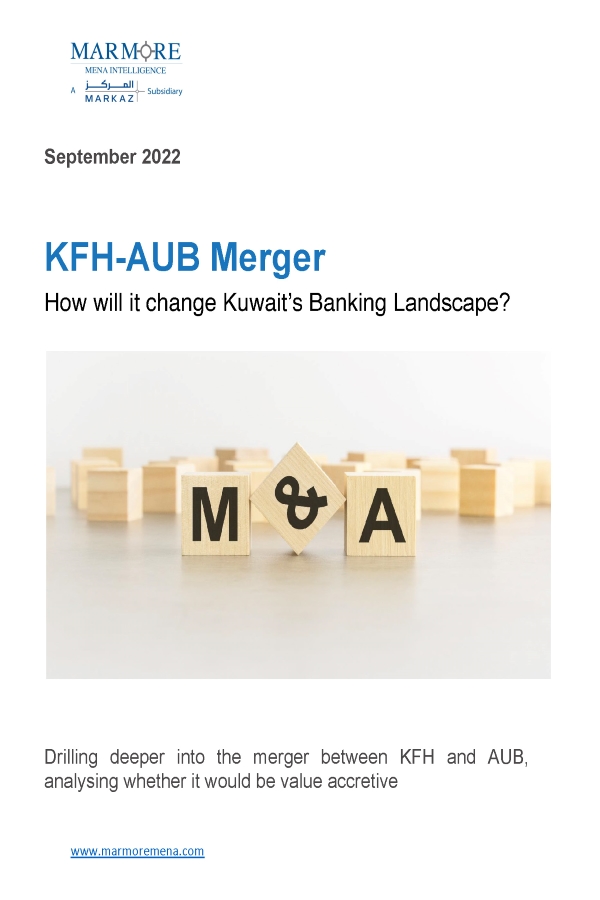 MARMORE
MENA INTELLIGENCE
A المركز Subsidiary
MARKAZ
September 2022
KFH-AUB Merger
How will it change Kuwait's Banking Landscape?
M & A
Drilling deeper into the merger between KFH and AUB,
analysing whether it would be value accretive
www.marmoremena.com